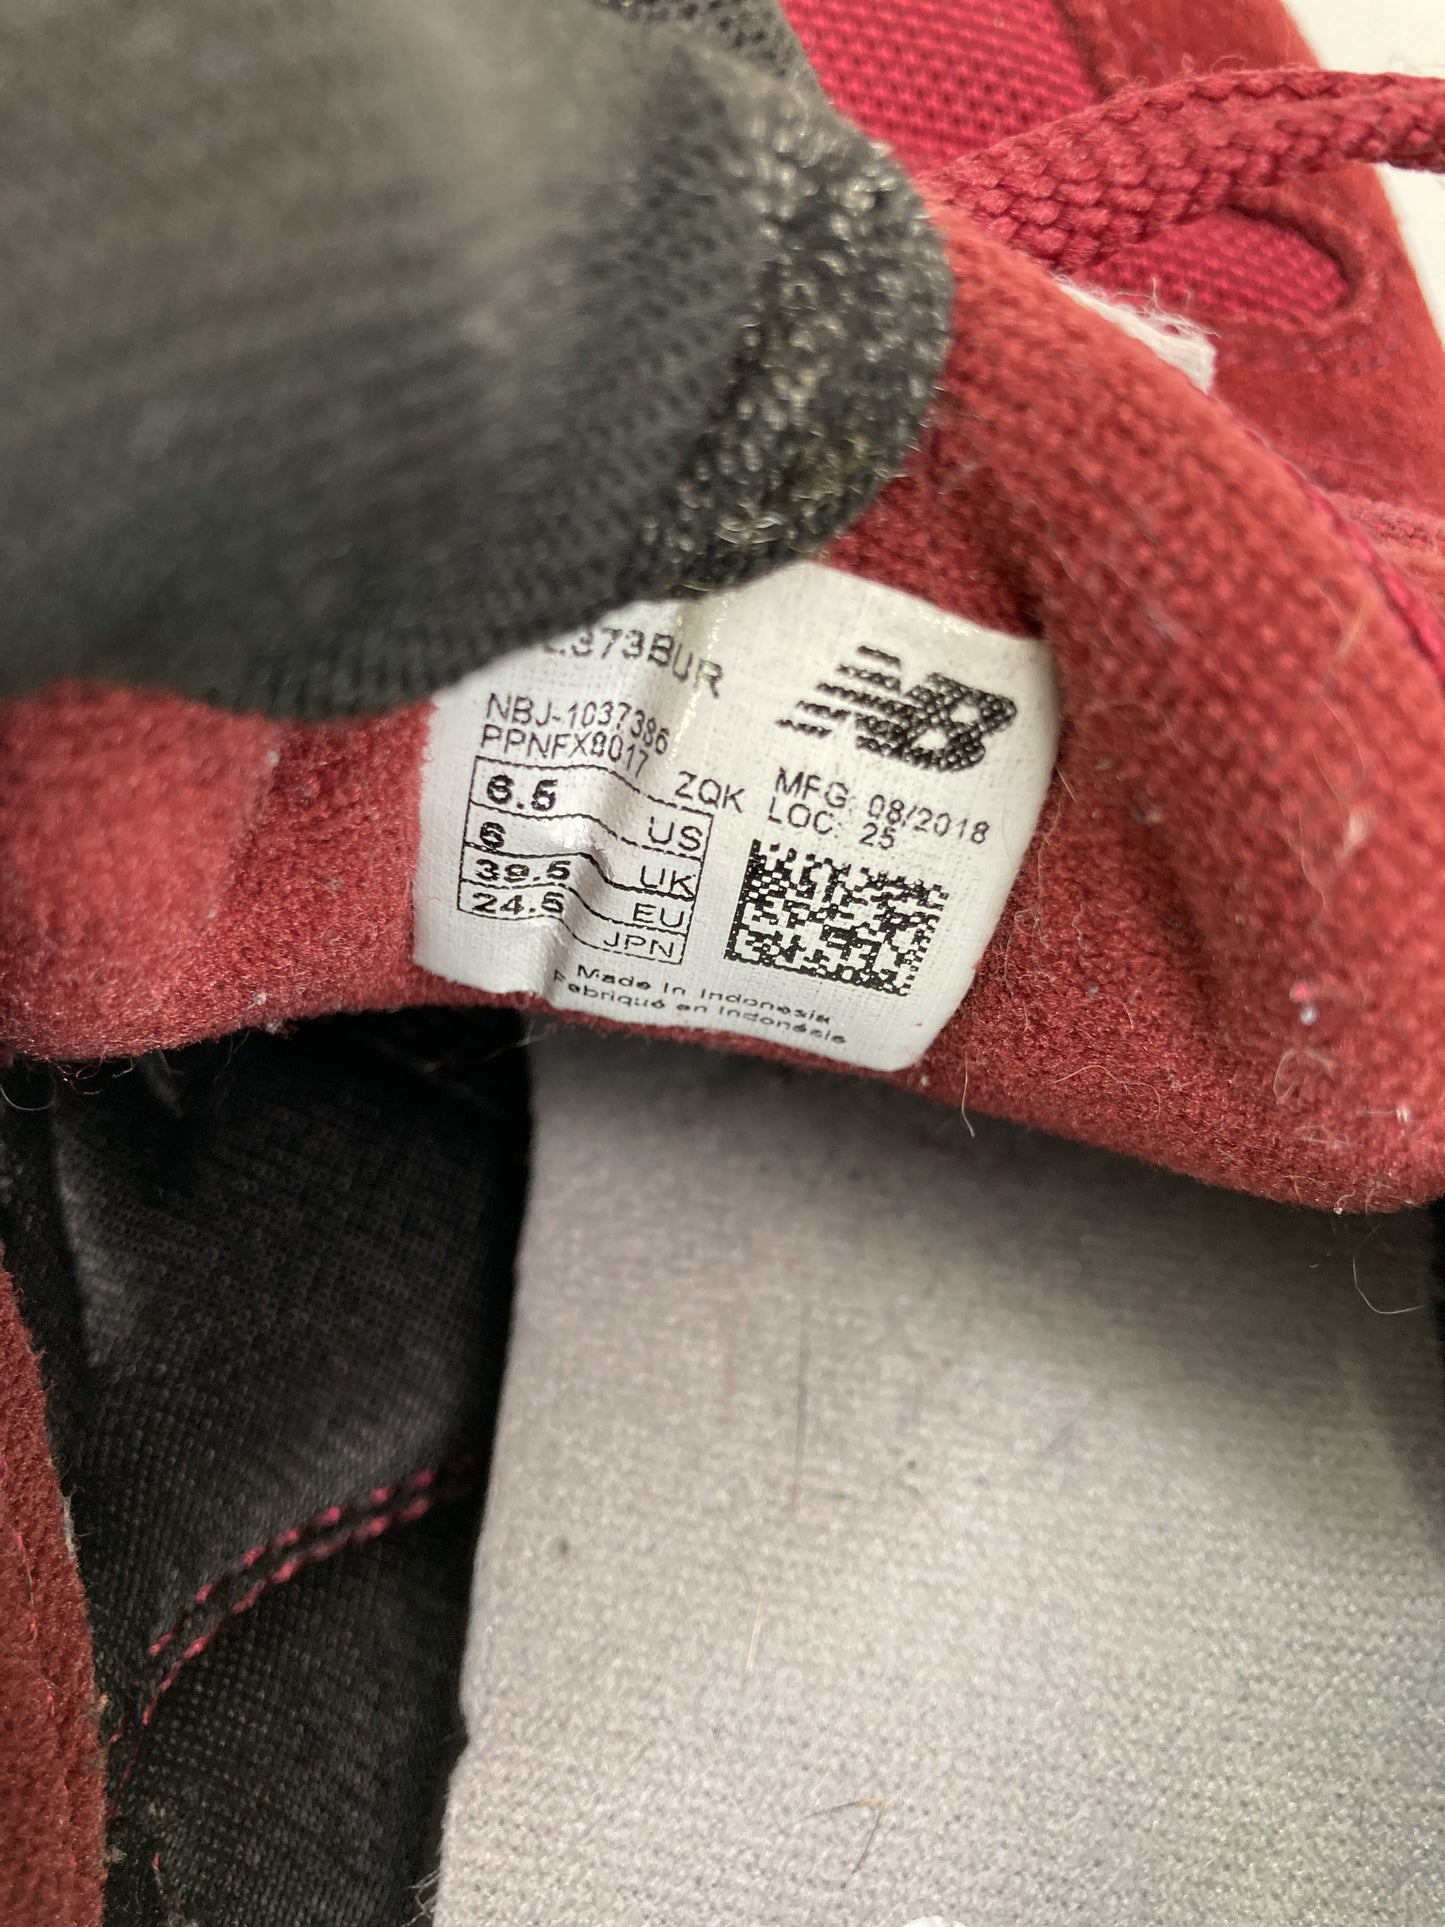 373BUR
NB
NBJ-1037386
PPNFX8017
ZQK
MFG: 08/2018
LOC: 25
6.5 US
6 UK
39.5 EU
24.5 JPN
Made in Indonesia
Fabriqué en Indonésie